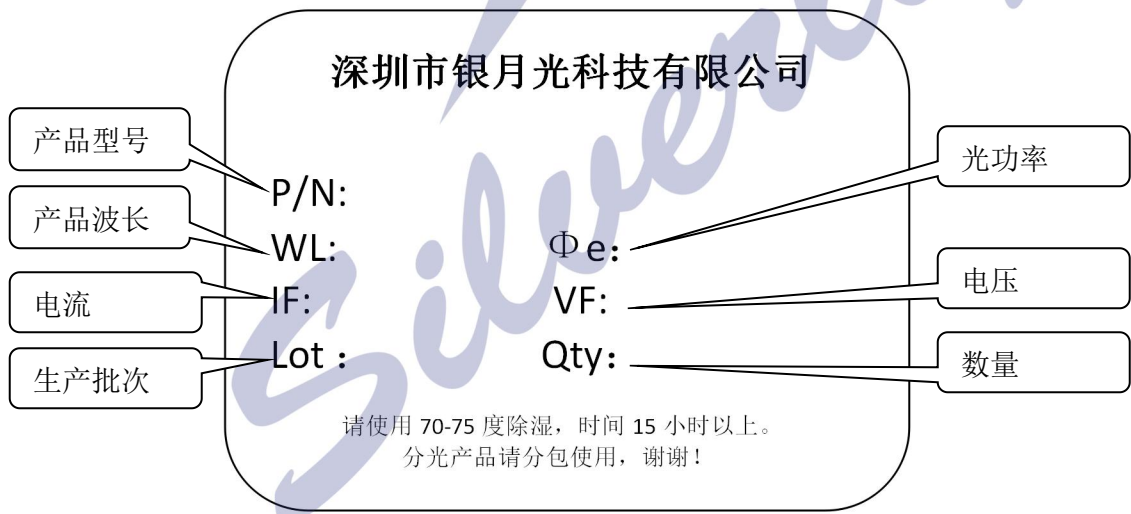 深圳市银月光科技有限公司
产品型号
光功率
P/N:
产品波长
WL:
Φe:
电流
IF:
VF:
电压
生产批次
Lot：
Qty:
数量
请使用 70-75 度除湿，时间 15 小时以上。
分光产品请分包使用，谢谢！